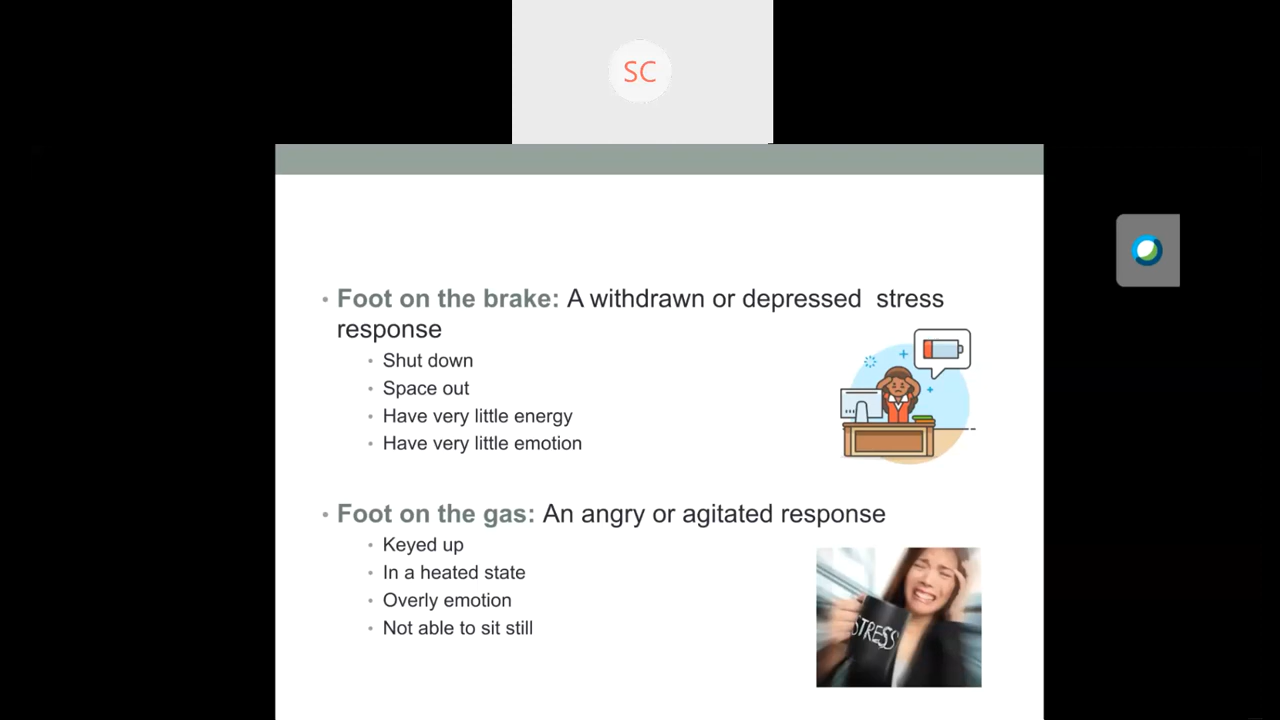 SC
• Foot on the brake: A withdrawn or depressed  stress
response
• Shut down
• Space out
• Have very little energy
• Have very little emotion
• Foot on the gas: An angry or agitated response
• Keyed up
• In a heated state
• Overly emotion
• Not able to sit still
STRESS